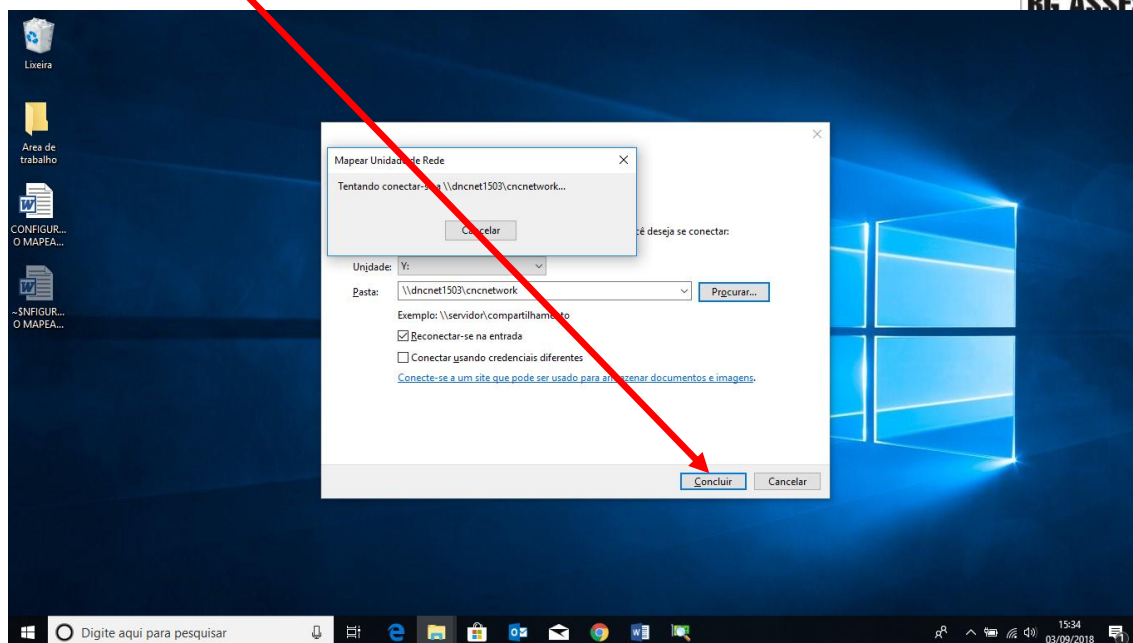 Lixeira
Area de
trabalho
CONFIGUR...
O MAPEA...
~$NFIGUR...
O MAPEA...
Mapear Unidade de Rede
Tentando conectar-se a \\dncnet1503\cncnetwork...
Cancelar
cê deseja se conectar:
Unidade: Y:
Pasta: \\dncnet1503\cncnetwork Procurar...
Exemplo: \\servidor\compartilhamento
Reconectar-se na entrada
Conectar usando credenciais diferentes
Conecte-se a um site que pode ser usado para armazenar documentos e imagens.
Concluir Cancelar
Digite aqui para pesquisar
15:34
03/09/2018